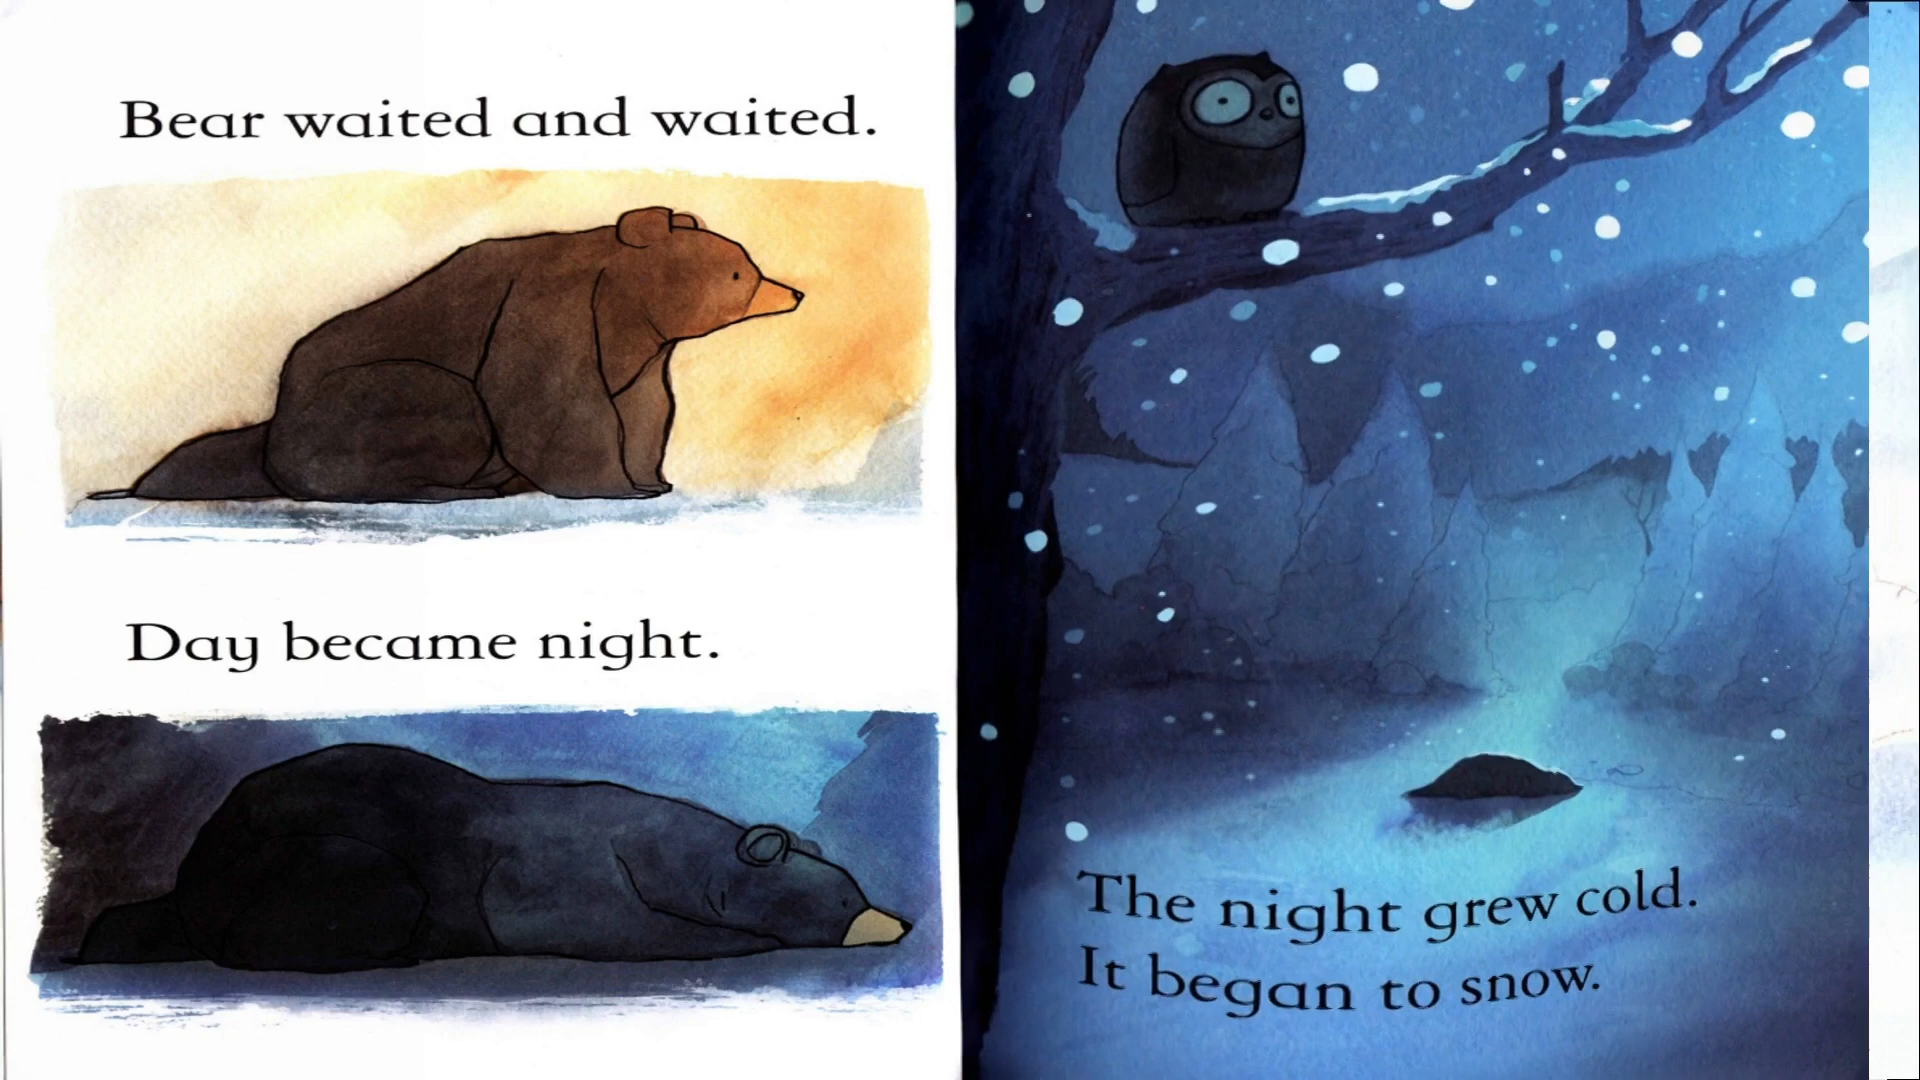 Bear waited and waited.
Day became night.
The night grew cold.
It began to snow.